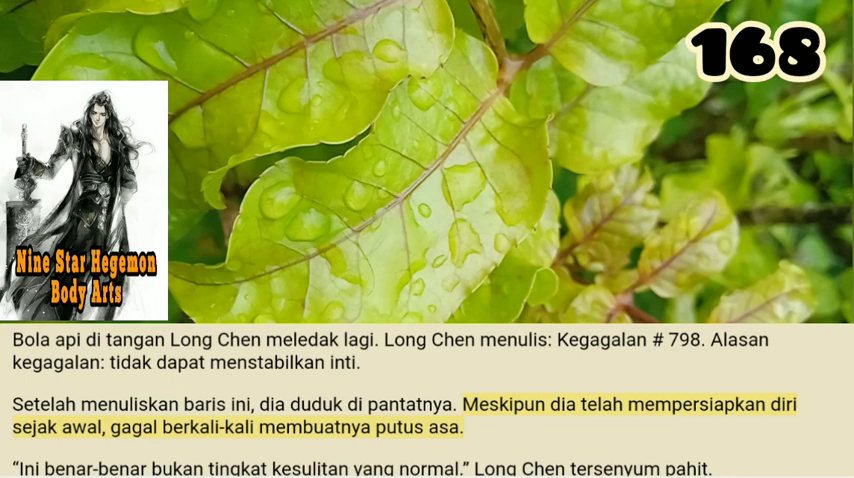 168
Nine Star Hegemon
Body Arts
Bola api di tangan Long Chen meledak lagi. Long Chen menulis: Kegagalan # 798. Alasan
kegagalan: tidak dapat menstabilkan inti.
Setelah menuliskan baris ini, dia duduk di pantatnya. Meskipun dia telah mempersiapkan diri
sejak awal, gagal berkali-kali membuatnya putus asa.
“Ini benar-benar bukan tingkat kesulitan yang normal.” Long Chen tersenyum pahit.